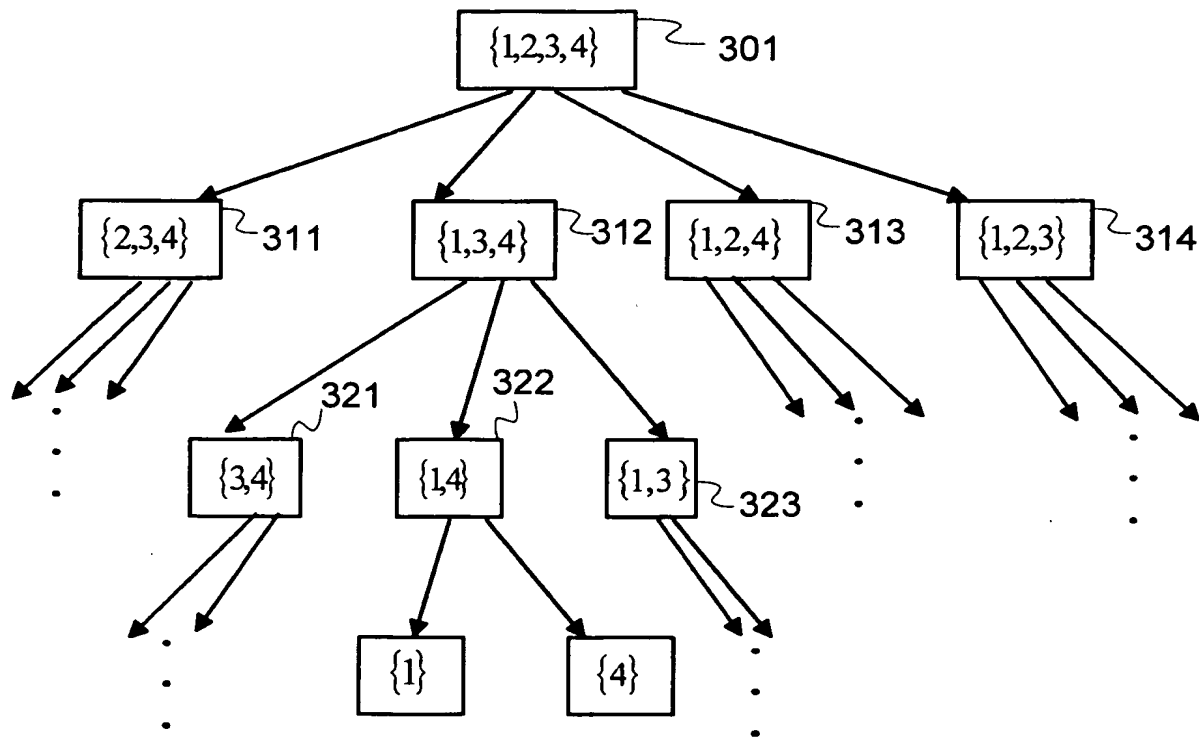 {1,2,3,4} 301
{2,3,4} 311 {1,3,4} 312 {1,2,4} 313 {1,2,3} 314
321 322
{3,4} {1,4} {1,3} 323
{1} {4}